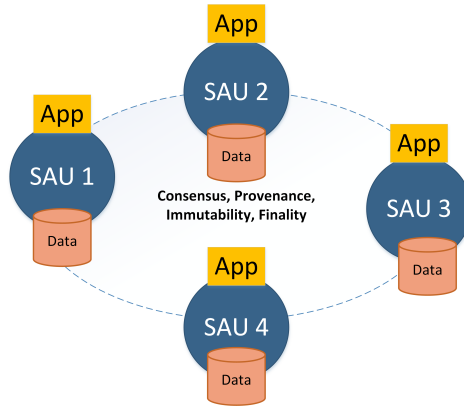 App
SAU 2
Data
App
SAU 1
Data
App
SAU 3
Data
Consensus, Provenance,
Immutability, Finality
App
SAU 4
Data